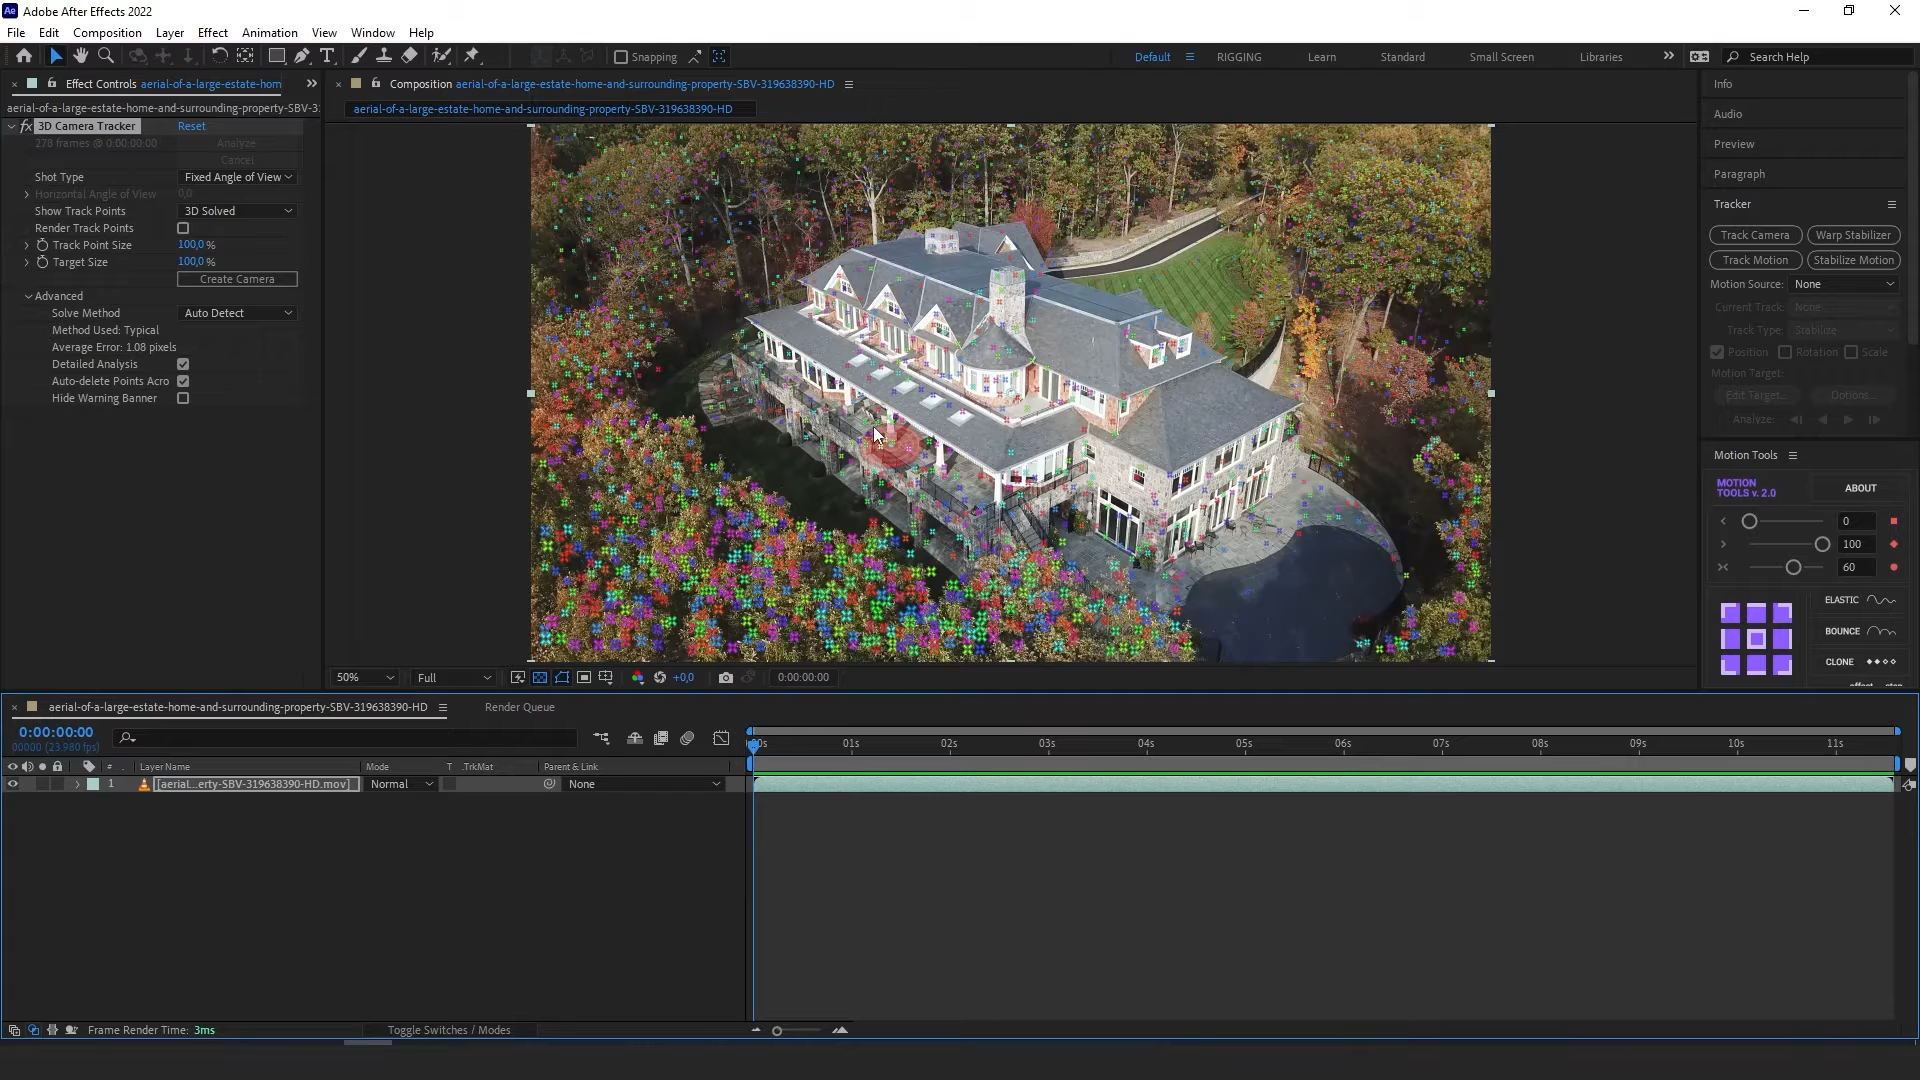 Adobe After Effects 2022
File Edit Composition Layer Effect Animation View Window Help
Snapping
Default RIGGING Learn Standard Small Screen Libraries
Search Help
Effect Controls aerial-of-a-large-estate-hom
aerial-of-a-large-estate-home-and-surrounding-property-SBV-3
fx 3D Camera Tracker Reset
278 frames @ 0:00:00:00 Analyze
Cancel
Shot Type Fixed Angle of View
Horizontal Angle of View 0,0
Show Track Points 3D Solved
Render Track Points
Track Point Size 100,0 %
Target Size 100,0 %
Create Camera
Advanced
Solve Method Auto Detect
Method Used: Typical
Average Error: 1.08 pixels
Detailed Analysis
Auto-delete Points Acro
Hide Warning Banner
Composition aerial-of-a-large-estate-home-and-surrounding-property-SBV-319638390-HD
aerial-of-a-large-estate-home-and-surrounding-property-SBV-319638390-HD
50% Full +0,0 0:00:00:00
Info
Audio
Preview
Paragraph
Tracker
Track Camera Warp Stabilizer
Track Motion Stabilize Motion
Motion Source: None
Current Track: None
Track Type: Stabilize
Position Rotation Scale
Motion Target:
Edit Target... Options...
Analyze:
Motion Tools
MOTION
TOOLS v. 2.0
ABOUT
0
100
60
ELASTIC
BOUNCE
CLONE
aerial-of-a-large-estate-home-and-surrounding-property-SBV-319638390-HD Render Queue
0:00:00:00
00000 (23.980 fps)
# Layer Name Mode T .TrkMat Parent & Link
1 [aerial...erty-SBV-319638390-HD.mov] Normal None
01s 02s 03s 04s 05s 06s 07s 08s 09s 10s 11s
Frame Render Time: 3ms Toggle Switches / Modes